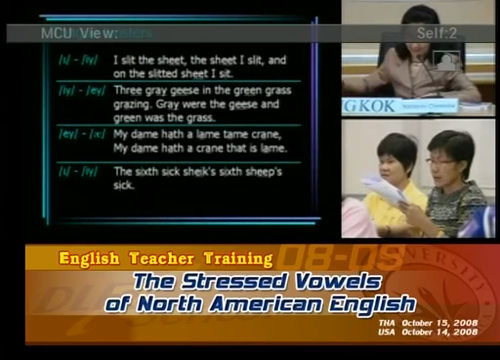 MCU View:
Self:2
/ɪ/ - /iy/ I slit the sheet, the sheet I slit, and
on the slitted sheet I sit.
/iy/ - /ey/ Three gray geese in the green grass
grazing. Gray were the geese and
green was the grass.
/ey/ - /æ/ My dame hath a lame tame crane,
My dame hath a crane that is lame.
/ɪ/ - /iy/ The sixth sick sheik's sixth sheep's
sick.
NGKOK
English Teacher Training
08-09
The Stressed Vowels
of North American English
THA October 15, 2008
USA October 14, 2008